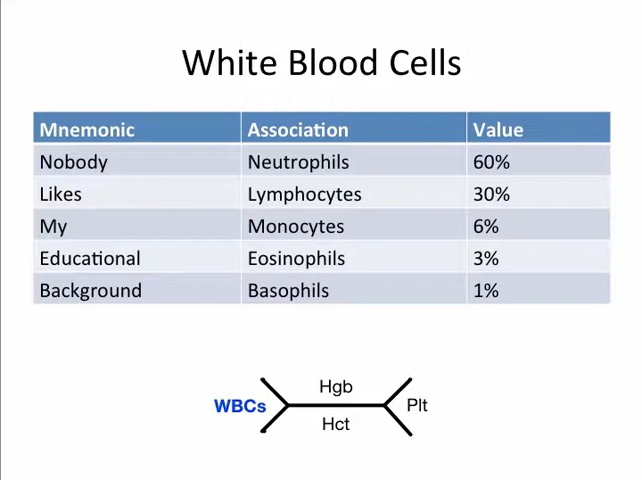 White Blood Cells
Mnemonic Association Value
Nobody Neutrophils 60%
Likes Lymphocytes 30%
My Monocytes 6%
Educational Eosinophils 3%
Background Basophils 1%
Hgb
WBCs Plt
Hct